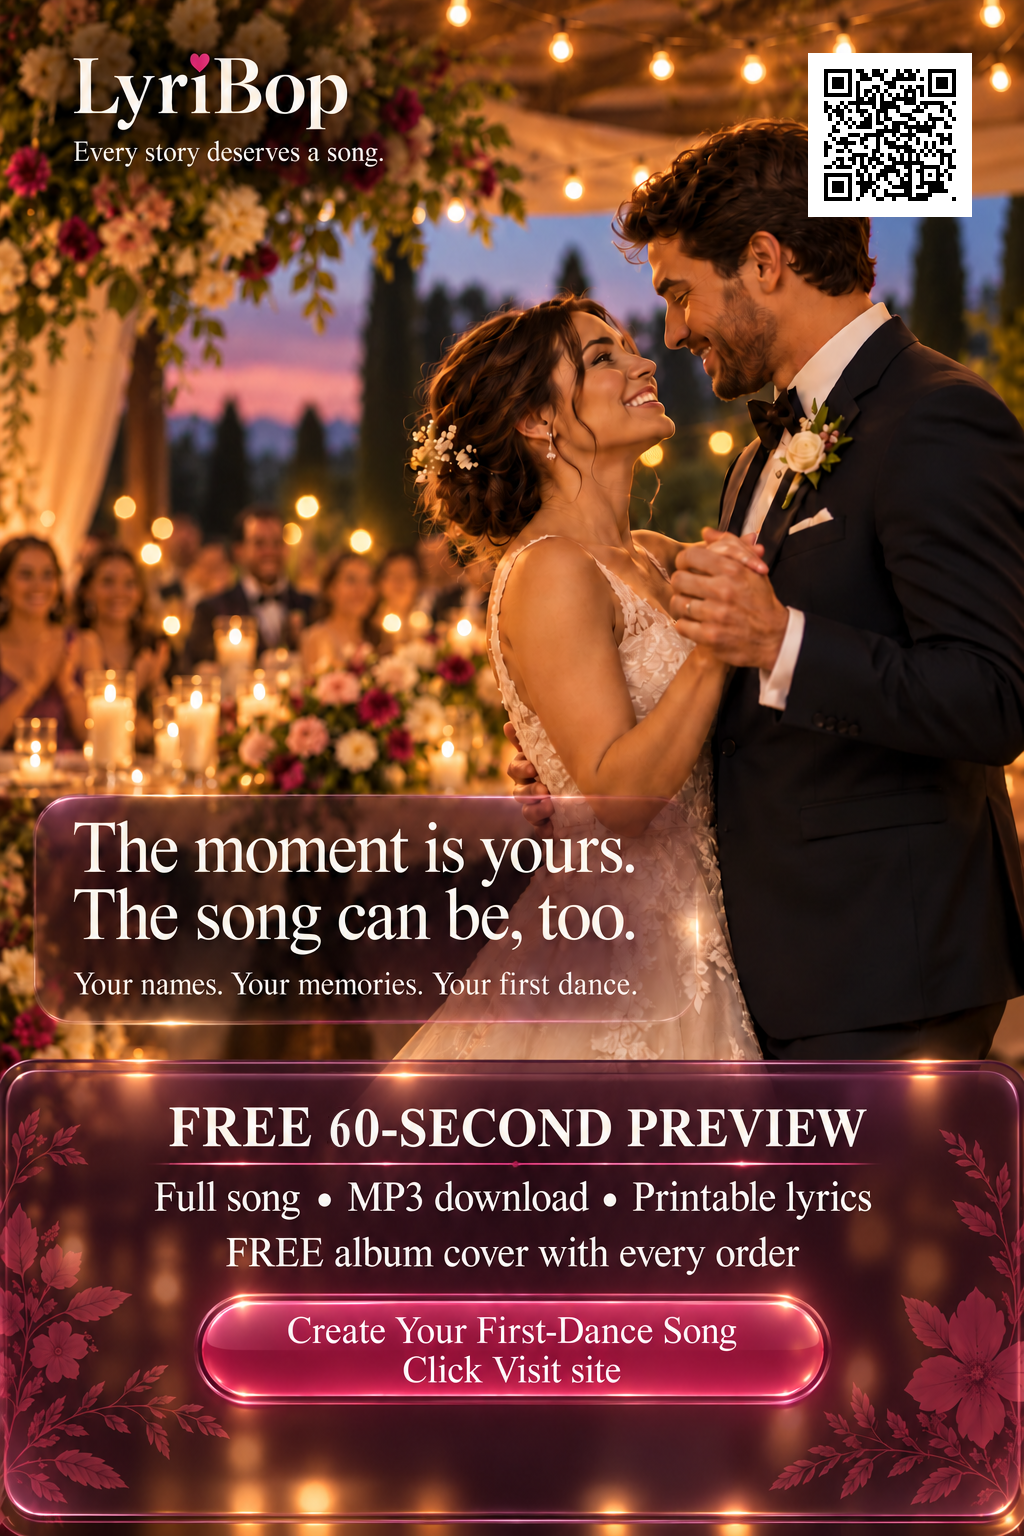 LyriBop
Every story deserves a song.
The moment is yours.
The song can be, too.
Your names. Your memories. Your first dance.
FREE 60-SECOND PREVIEW
Full song • MP3 download • Printable lyrics
FREE album cover with every order
Create Your First-Dance Song
Click Visit site